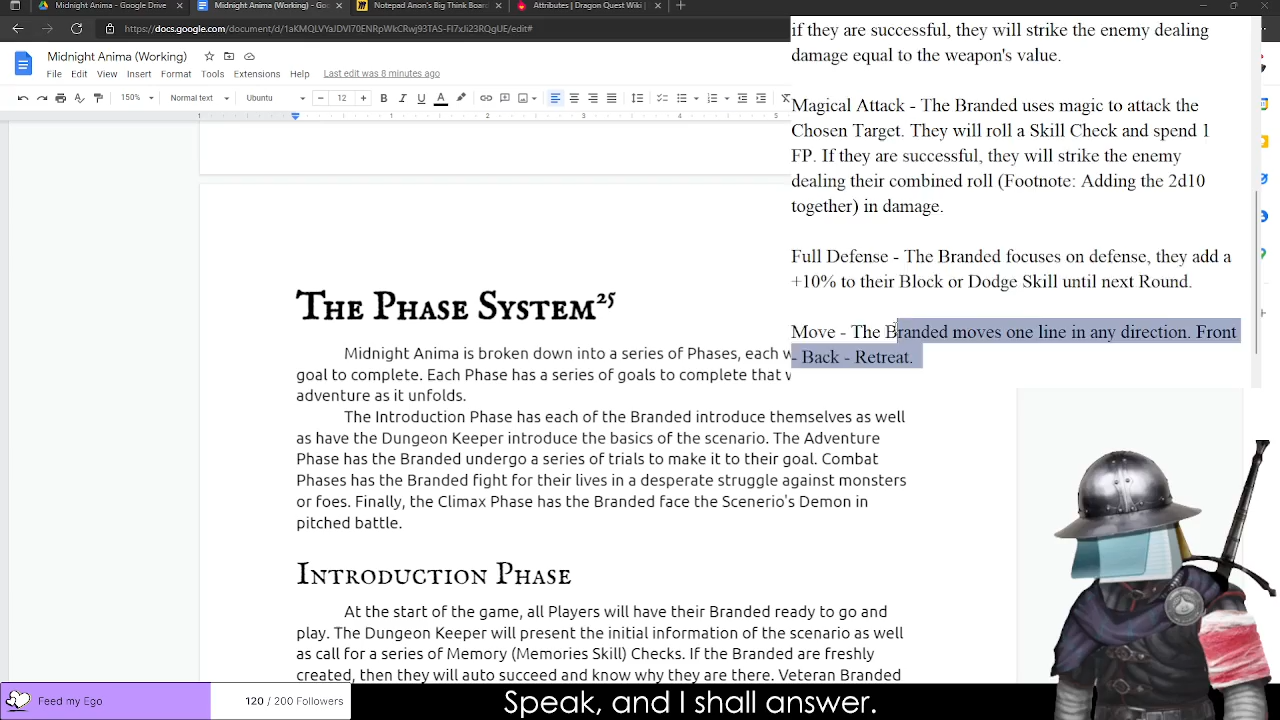 Midnight Anima - Google Drive
Midnight Anima (Working) - Go
Notepad Anon's Big Think Board
Attributes | Dragon Quest Wiki |
https://docs.google.com/document/d/1aKMQLVYaJDVI70ENRpWkCRwj93TAS-FI7xJi23RQgUE/edit#
Midnight Anima (Working)
File Edit View Insert Format Tools Extensions Help Last edit was 8 minutes ago
150% Normal text Ubuntu 12
1 1 2 3 4 5
if they are successful, they will strike the enemy dealing
damage equal to the weapon's value.
Magical Attack - The Branded uses magic to attack the
Chosen Target. They will roll a Skill Check and spend 1
FP. If they are successful, they will strike the enemy
dealing their combined roll (Footnote: Adding the 2d10
together) in damage.
Full Defense - The Branded focuses on defense, they add a
+10% to their Block or Dodge Skill until next Round.
Move - The Branded moves one line in any direction. Front
- Back - Retreat.
The Phase System25
Midnight Anima is broken down into a series of Phases, each
goal to complete. Each Phase has a series of goals to complete that
adventure as it unfolds.
The Introduction Phase has each of the Branded introduce themselves as well
as have the Dungeon Keeper introduce the basics of the scenario. The Adventure
Phase has the Branded undergo a series of trials to make it to their goal. Combat
Phases has the Branded fight for their lives in a desperate struggle against monsters
or foes. Finally, the Climax Phase has the Branded face the Scenerio's Demon in
pitched battle.
Introduction Phase
At the start of the game, all Players will have their Branded ready to go and
play. The Dungeon Keeper will present the initial information of the scenario as well
as call for a series of Memory (Memories Skill) Checks. If the Branded are freshly
created, then they will auto succeed and know why they are there. Veteran Branded
Feed my Ego
120 / 200 Followers
Speak, and I shall answer.